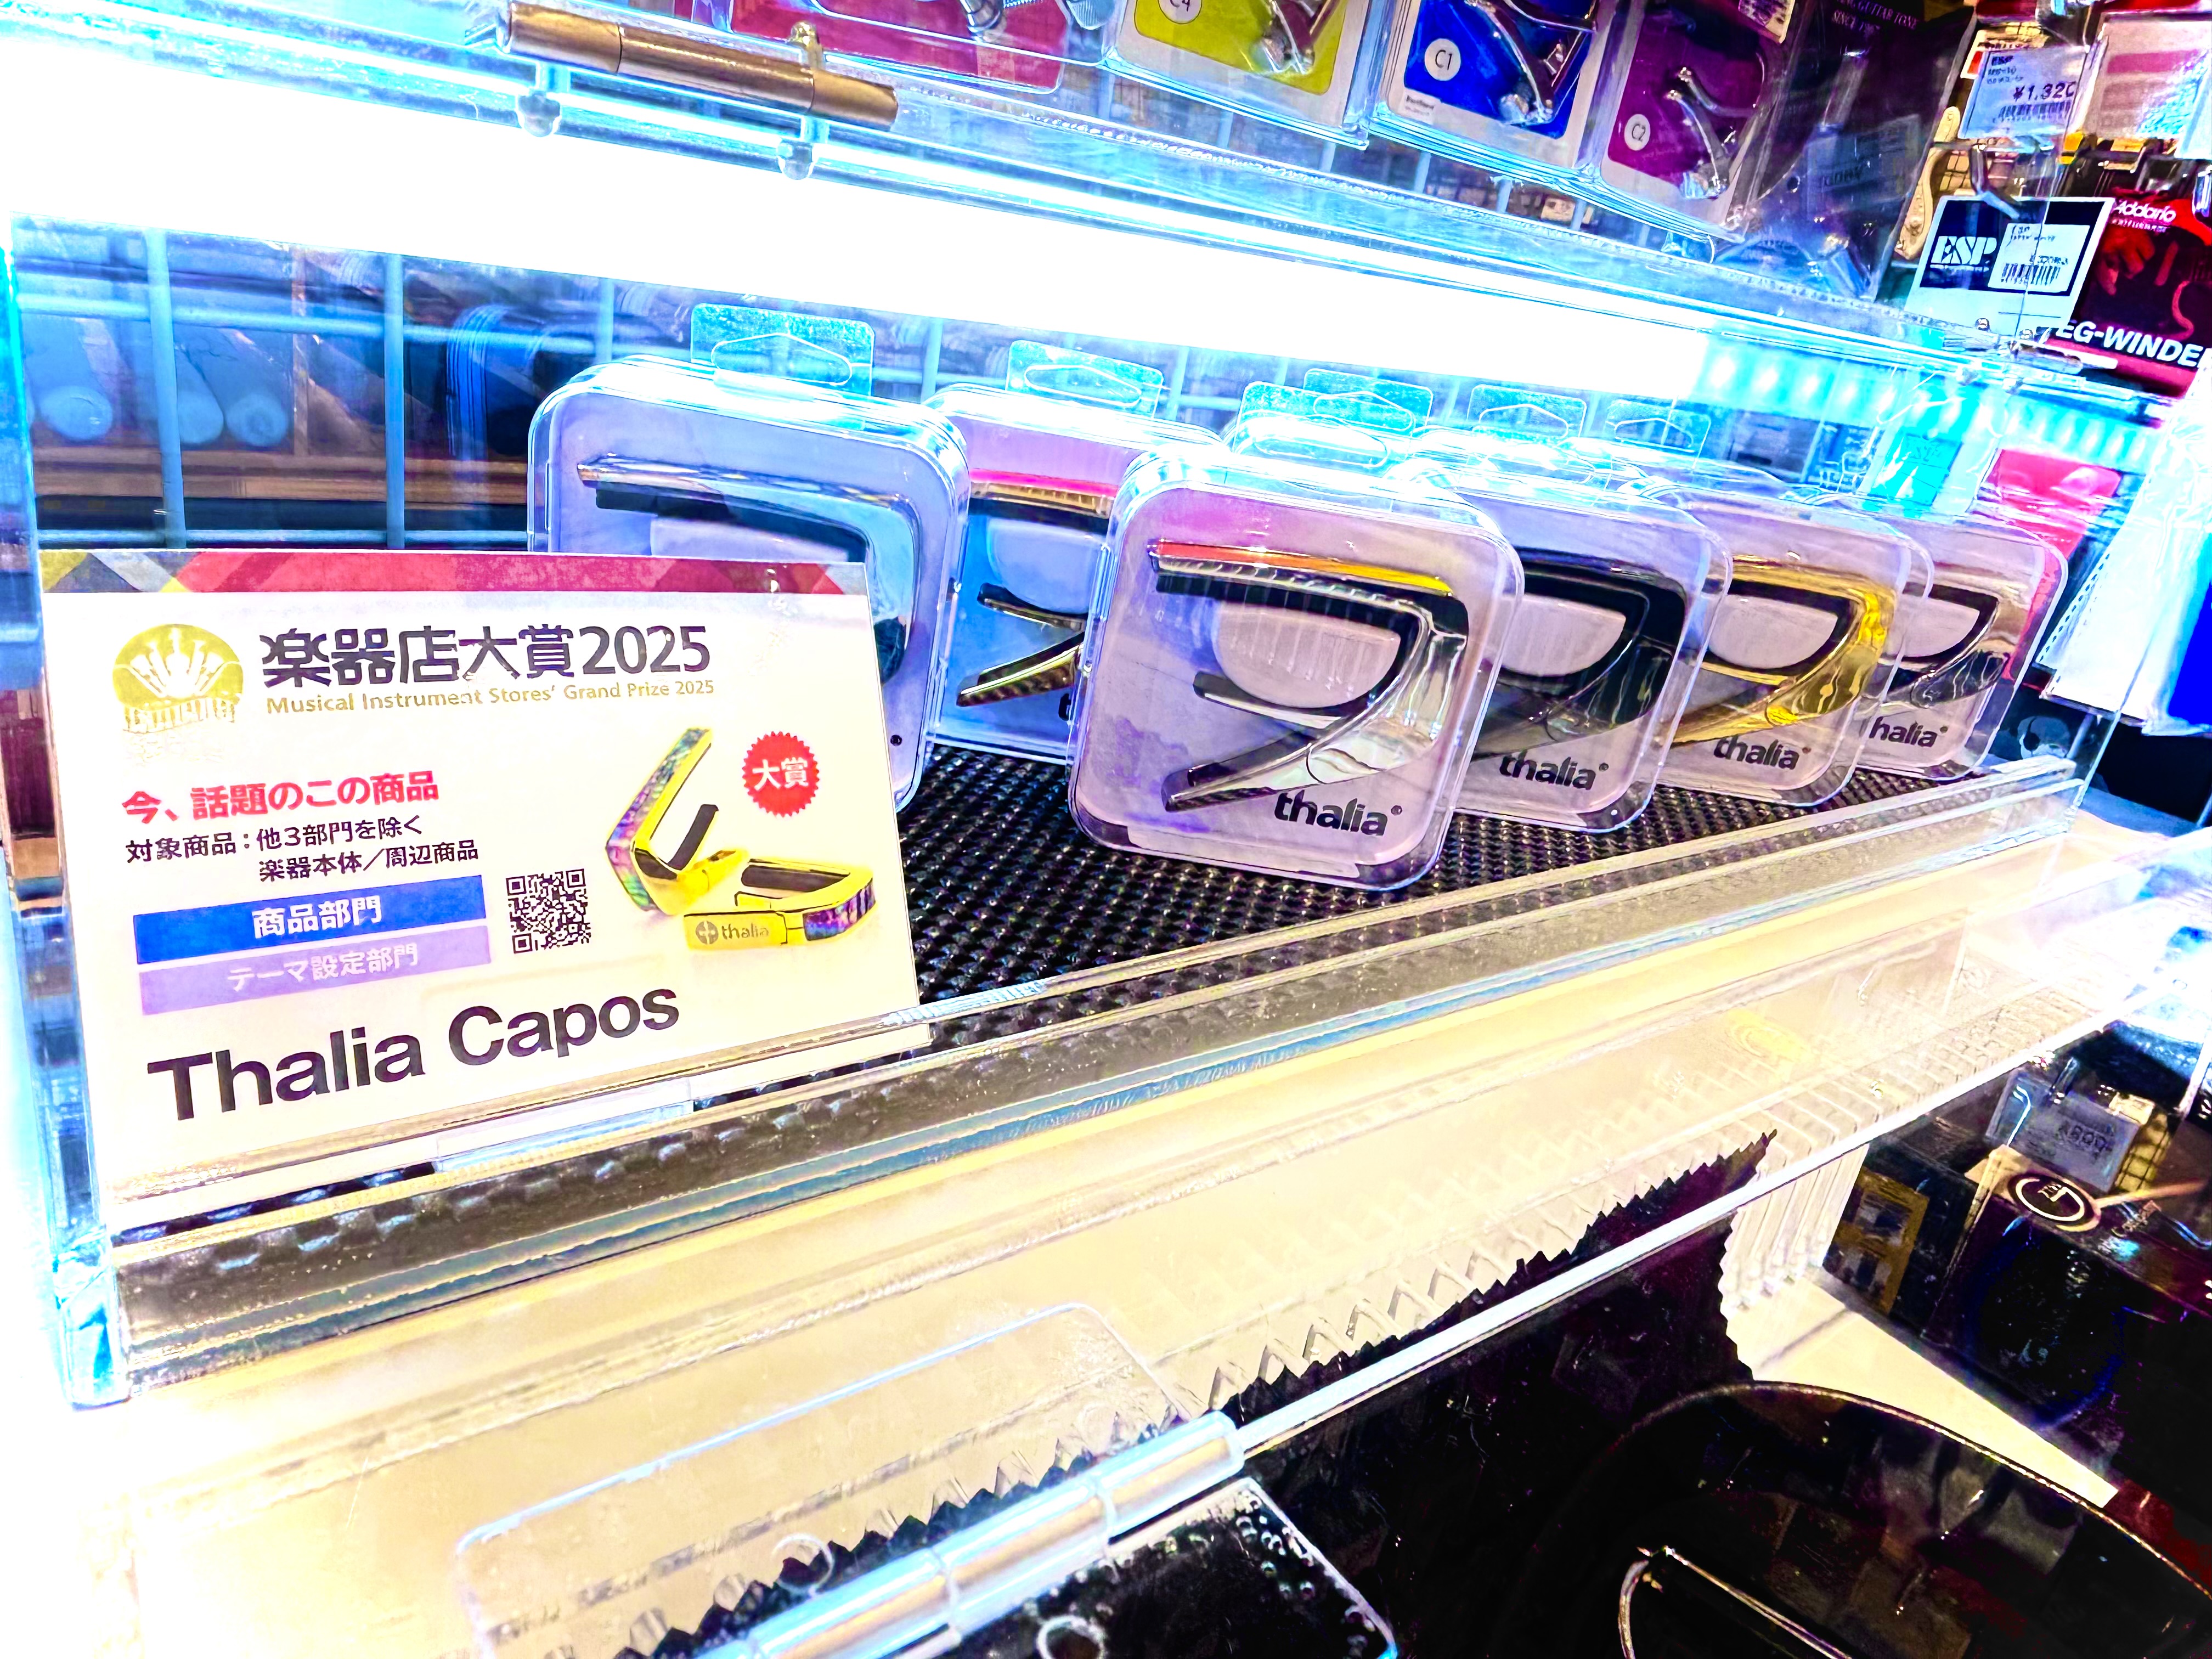 C4
C1
C2
¥1,320
ESP
D'Addario
EG-WINDE
楽器店大賞2025
Musical Instrument Stores' Grand Prize 2025
今、話題のこの商品
大賞
対象商品：他3部門を除く
楽器本体／周辺商品
商品部門
テーマ設定部門
thalia
Thalia Capos
thalia®
thalia®
thalia®
halia®